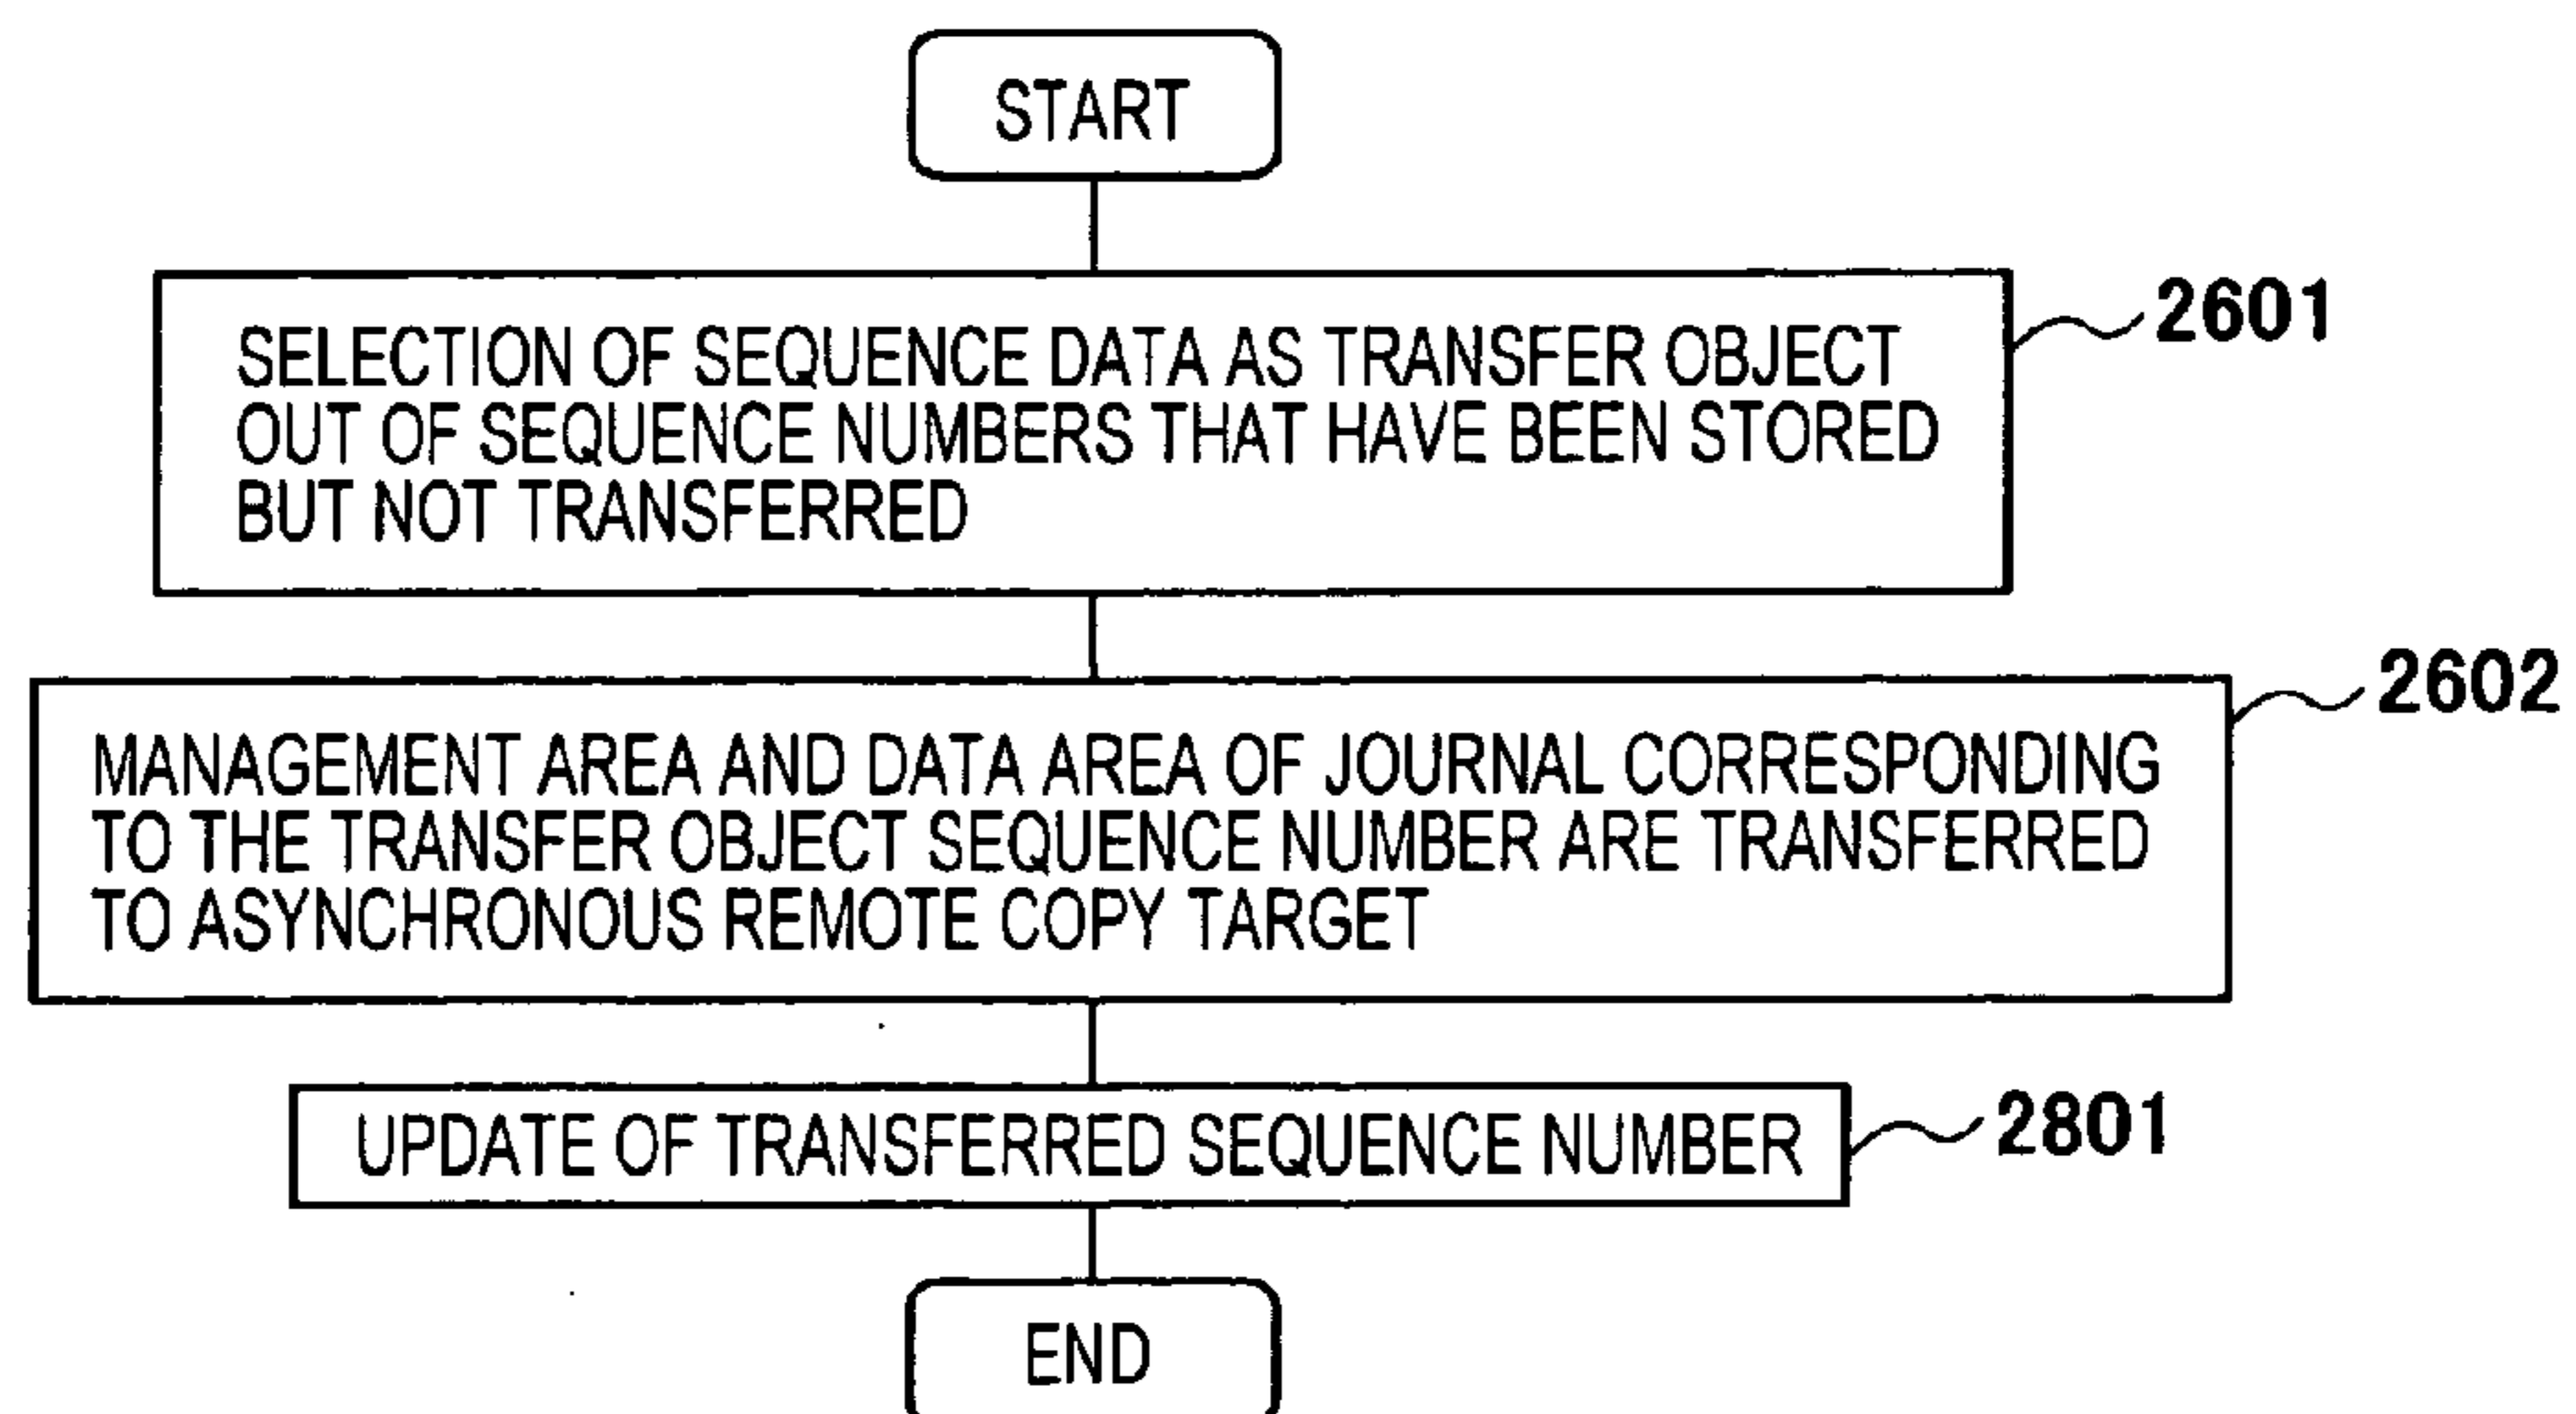 START
SELECTION OF SEQUENCE DATA AS TRANSFER OBJECT
OUT OF SEQUENCE NUMBERS THAT HAVE BEEN STORED
BUT NOT TRANSFERRED
2601
MANAGEMENT AREA AND DATA AREA OF JOURNAL CORRESPONDING
TO THE TRANSFER OBJECT SEQUENCE NUMBER ARE TRANSFERRED
TO ASYNCHRONOUS REMOTE COPY TARGET
2602
UPDATE OF TRANSFERRED SEQUENCE NUMBER
2801
END